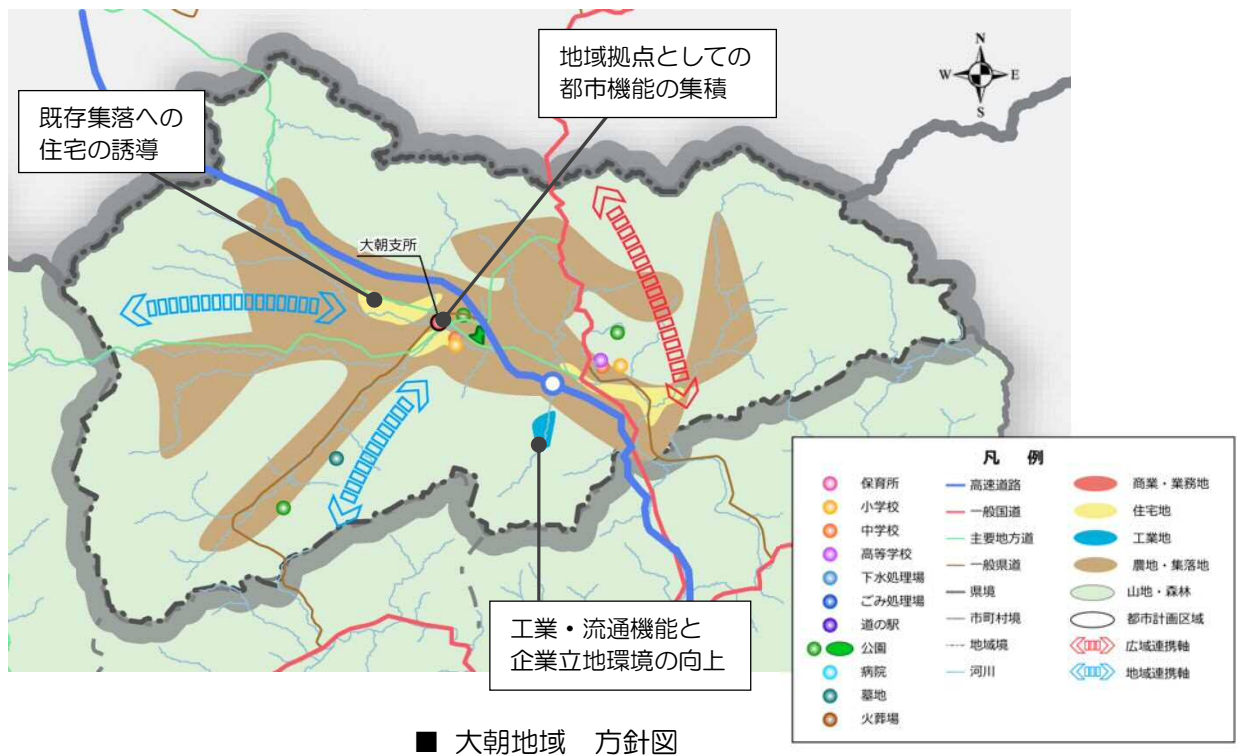 地域拠点としての
都市機能の集積
既存集落への
住宅の誘導
N
W
E
S
大朝支所
工業・流通機能と
企業立地環境の向上
凡 例
保育所
小学校
中学校
高等学校
下水処理場
ごみ処理場
道の駅
公園
病院
墓地
火葬場
高速道路
一般国道
主要地方道
一般県道
県境
市町村境
地域境
河川
商業・業務地
住宅地
工業地
農地・集落地
山地・森林
都市計画区域
広域連携軸
地域連携軸
■ 大朝地域 方針図